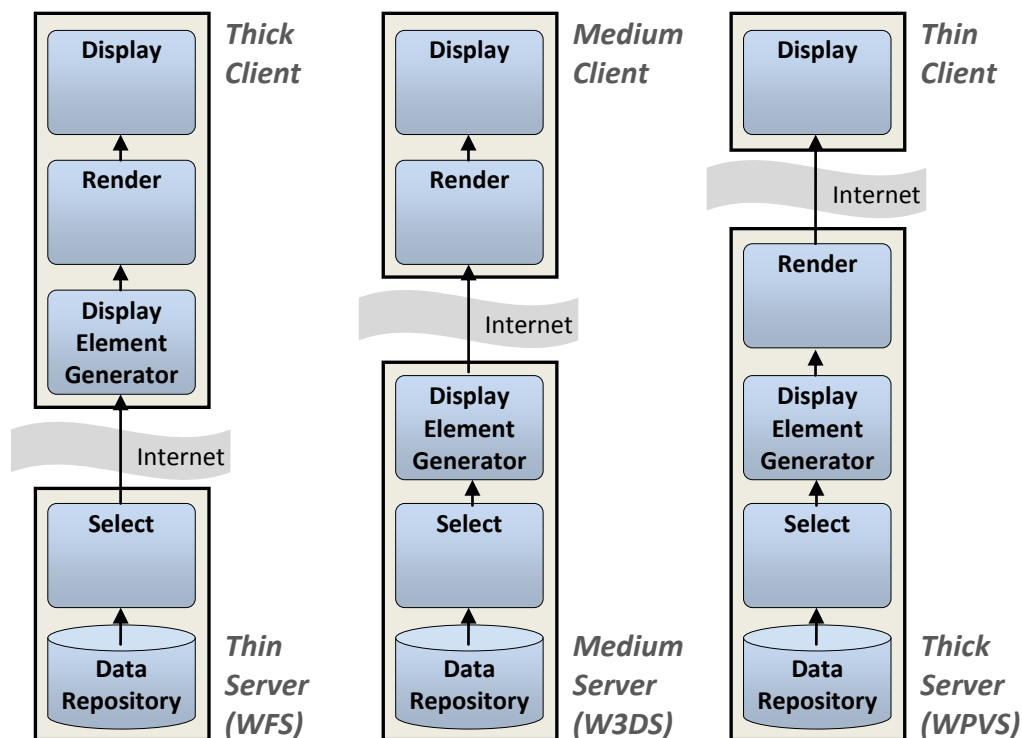 Display
Thick
Client
Render
Display
Element
Generator
Internet
Select
Data
Repository
Thin
Server
(WFS)
Display
Medium
Client
Render
Internet
Display
Element
Generator
Select
Data
Repository
Medium
Server
(W3DS)
Display
Thin
Client
Internet
Render
Display
Element
Generator
Select
Data
Repository
Thick
Server
(WPVS)